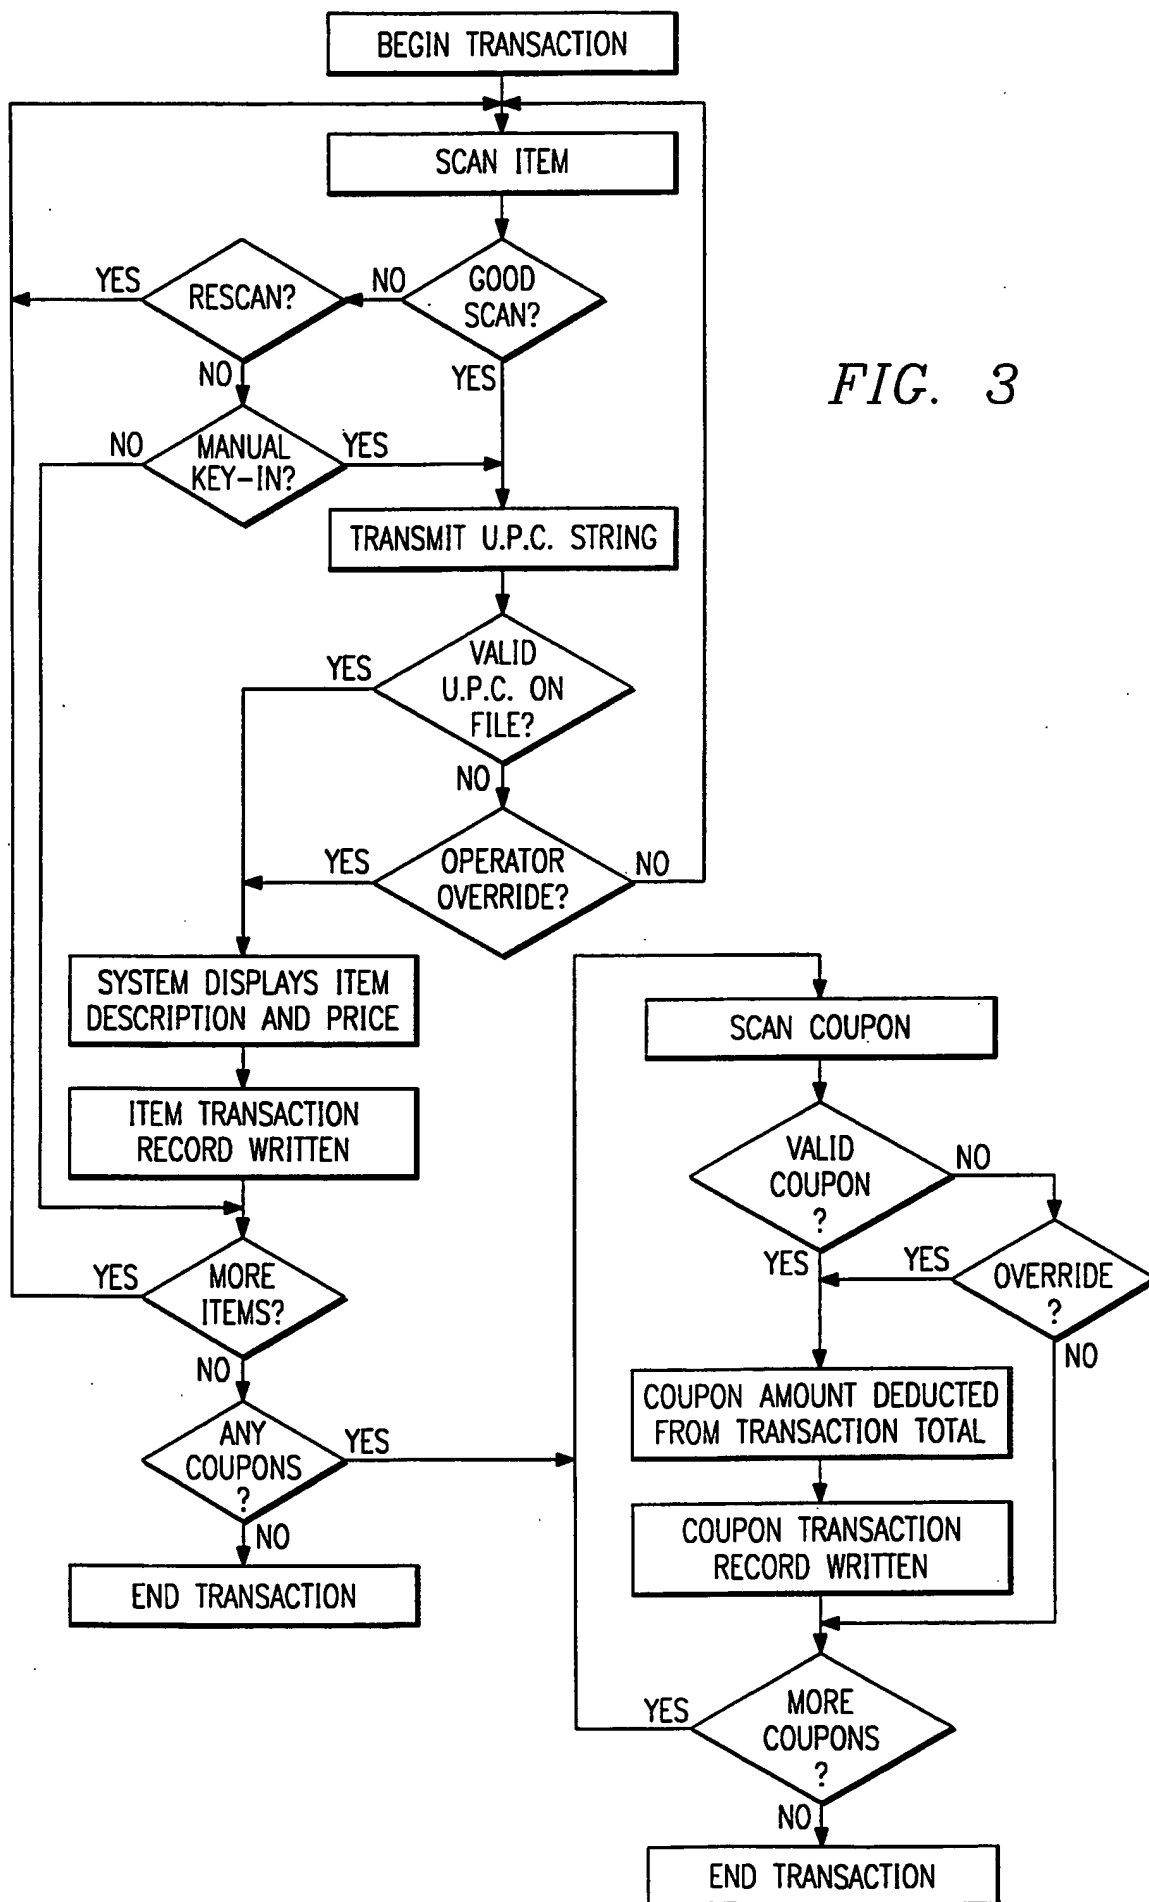 BEGIN TRANSACTION
SCAN ITEM
GOOD
SCAN?
NO
RESCAN?
YES
NO
YES
MANUAL
KEY-IN?
NO
YES
FIG. 3
TRANSMIT U.P.C. STRING
VALID
U.P.C. ON
FILE?
YES
NO
OPERATOR
OVERRIDE?
YES
NO
SYSTEM DISPLAYS ITEM
DESCRIPTION AND PRICE
ITEM TRANSACTION
RECORD WRITTEN
MORE
ITEMS?
YES
NO
ANY
COUPONS
?
YES
NO
END TRANSACTION
SCAN COUPON
VALID
COUPON
?
NO
YES
OVERRIDE
?
YES
NO
COUPON AMOUNT DEDUCTED
FROM TRANSACTION TOTAL
COUPON TRANSACTION
RECORD WRITTEN
MORE
COUPONS
?
YES
NO
END TRANSACTION